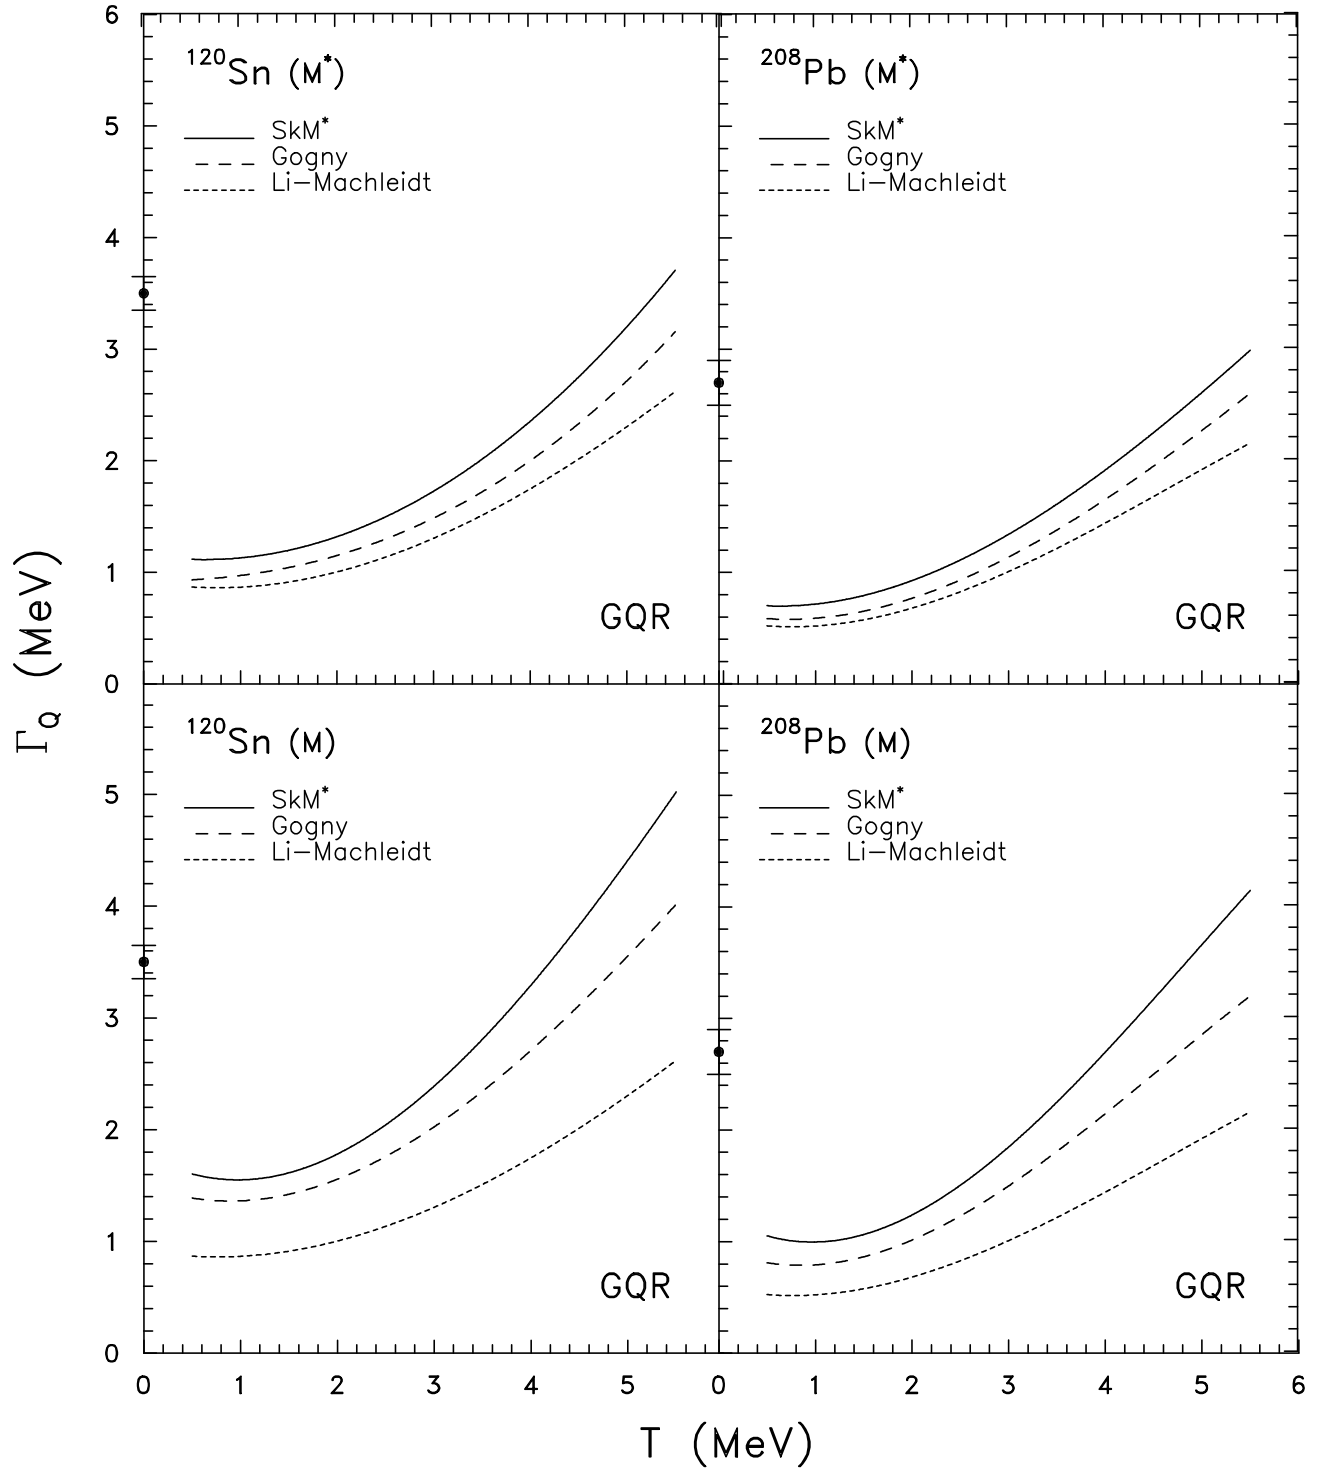 6
5
4
3
2
1
0
5
4
3
2
1
0
Γ_Q (MeV)
¹²⁰Sn (M*)
SkM*
Gogny
Li-Machleidt
GQR
²⁰⁸Pb (M*)
SkM*
Gogny
Li-Machleidt
GQR
¹²⁰Sn (M)
SkM*
Gogny
Li-Machleidt
GQR
²⁰⁸Pb (M)
SkM*
Gogny
Li-Machleidt
GQR
0 1 2 3 4 5 0 1 2 3 4 5 6
T (MeV)